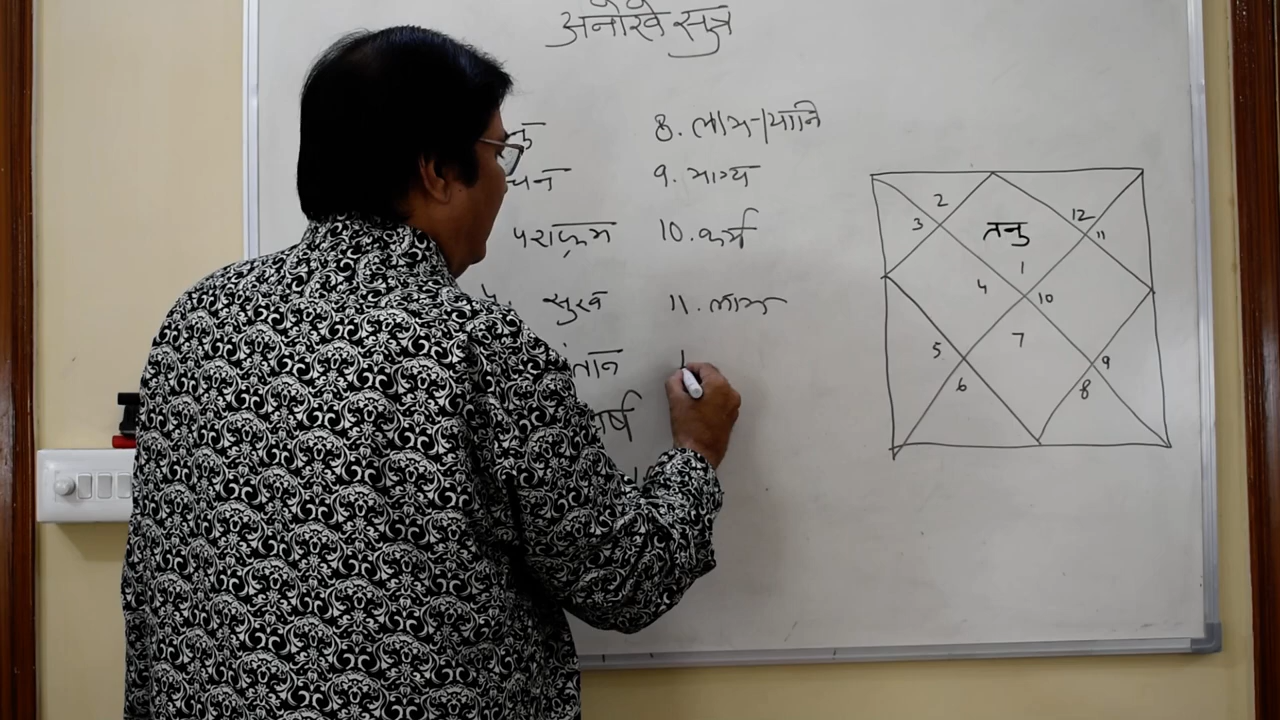 अनोखे सूत्र
धन
पराक्रम
सुख
तान
8. लाभ-हानि
9. भाग्य
10. कर्म
11. लाभ
2
12
3
तनु
11
1
4
10
7
5
9
6
8